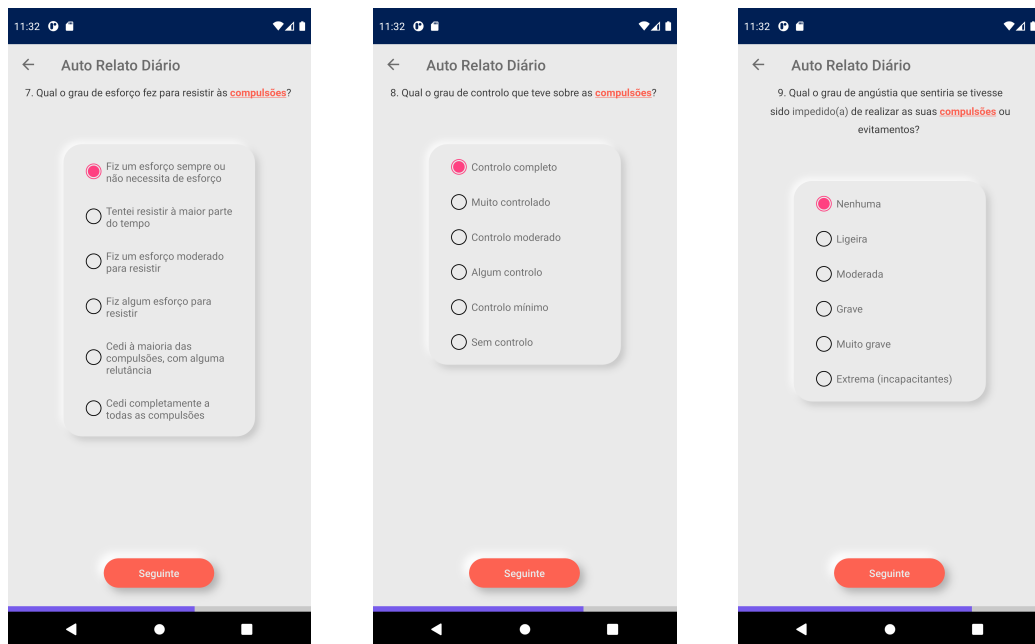 11:32
Auto Relato Diário
7. Qual o grau de esforço fez para resistir às compulsões?
Fiz um esforço sempre ou
não necessita de esforço
Tentei resistir à maior parte
do tempo
Fiz um esforço moderado
para resistir
Fiz algum esforço para
resistir
Cedi à maioria das
compulsões, com alguma
relutância
Cedi completamente a
todas as compulsões
Seguinte
11:32
Auto Relato Diário
8. Qual o grau de controlo que teve sobre as compulsões?
Controlo completo
Muito controlado
Controlo moderado
Algum controlo
Controlo mínimo
Sem controlo
Seguinte
11:32
Auto Relato Diário
9. Qual o grau de angústia que sentiria se tivesse
sido impedido(a) de realizar as suas compulsões ou
evitamentos?
Nenhuma
Ligeira
Moderada
Grave
Muito grave
Extrema (incapacitantes)
Seguinte